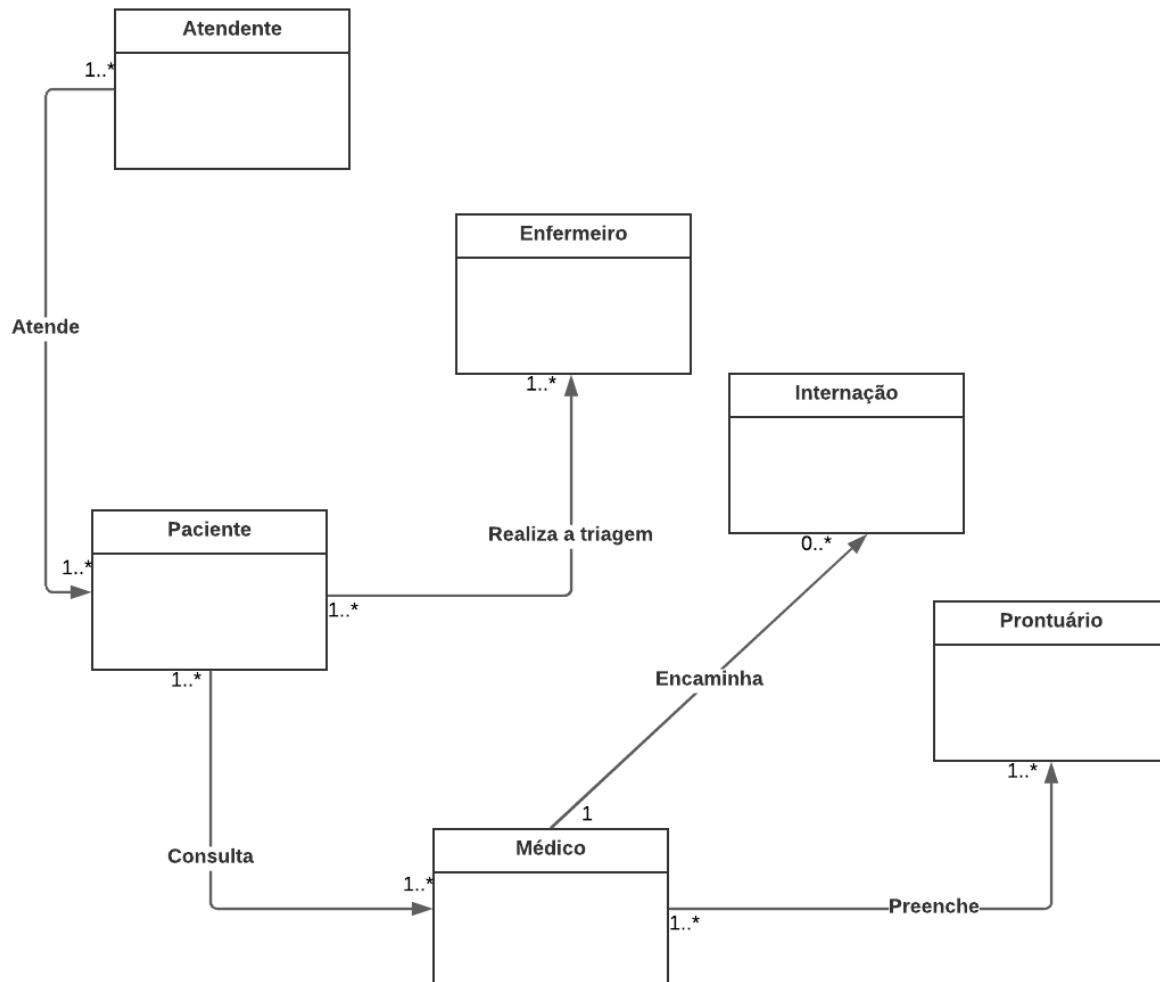 Atendente
1..*
Enfermeiro
Atende
1..*
Internação
Paciente
Realiza a triagem
0..*
1..*
1..*
Prontuário
1..*
Encaminha
1..*
1
Médico
Consulta
1..*
Preenche
1..*